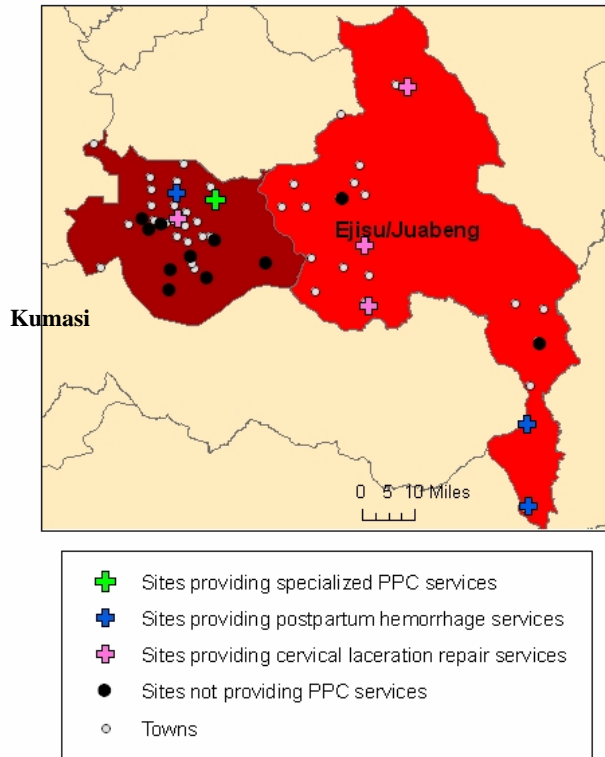 Ejisu/Juabeng
Kumasi
0 5 10 Miles
Sites providing specialized PPC services
Sites providing postpartum hemorrhage services
Sites providing cervical laceration repair services
Sites not providing PPC services
Towns